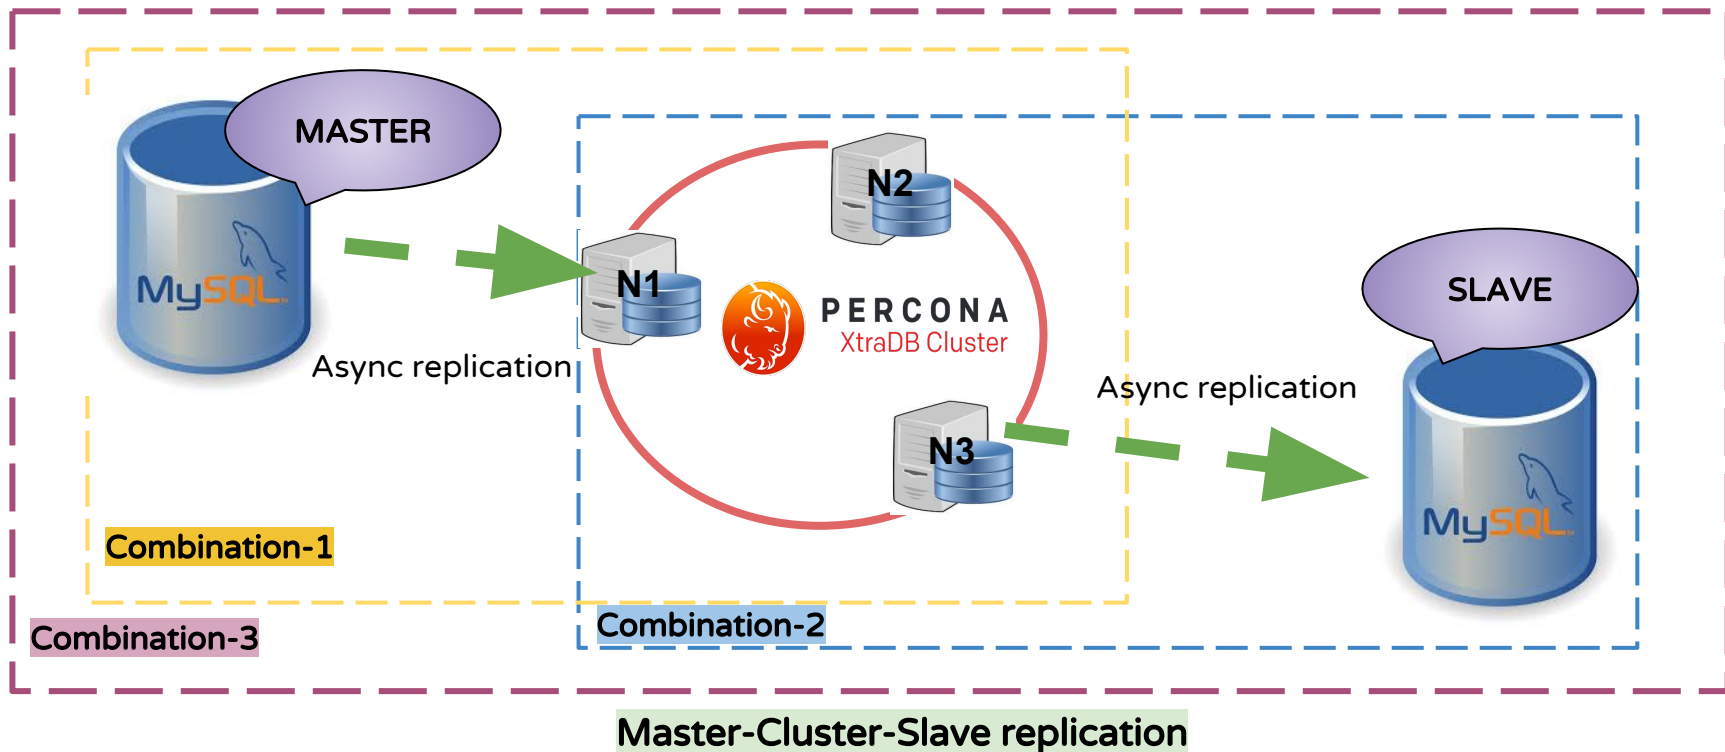 MASTER
N2
N1
MySQL
PERCONA
XtraDB Cluster
SLAVE
Async replication
Async replication
N3
MySQL
Combination-1
Combination-2
Combination-3
Master-Cluster-Slave replication